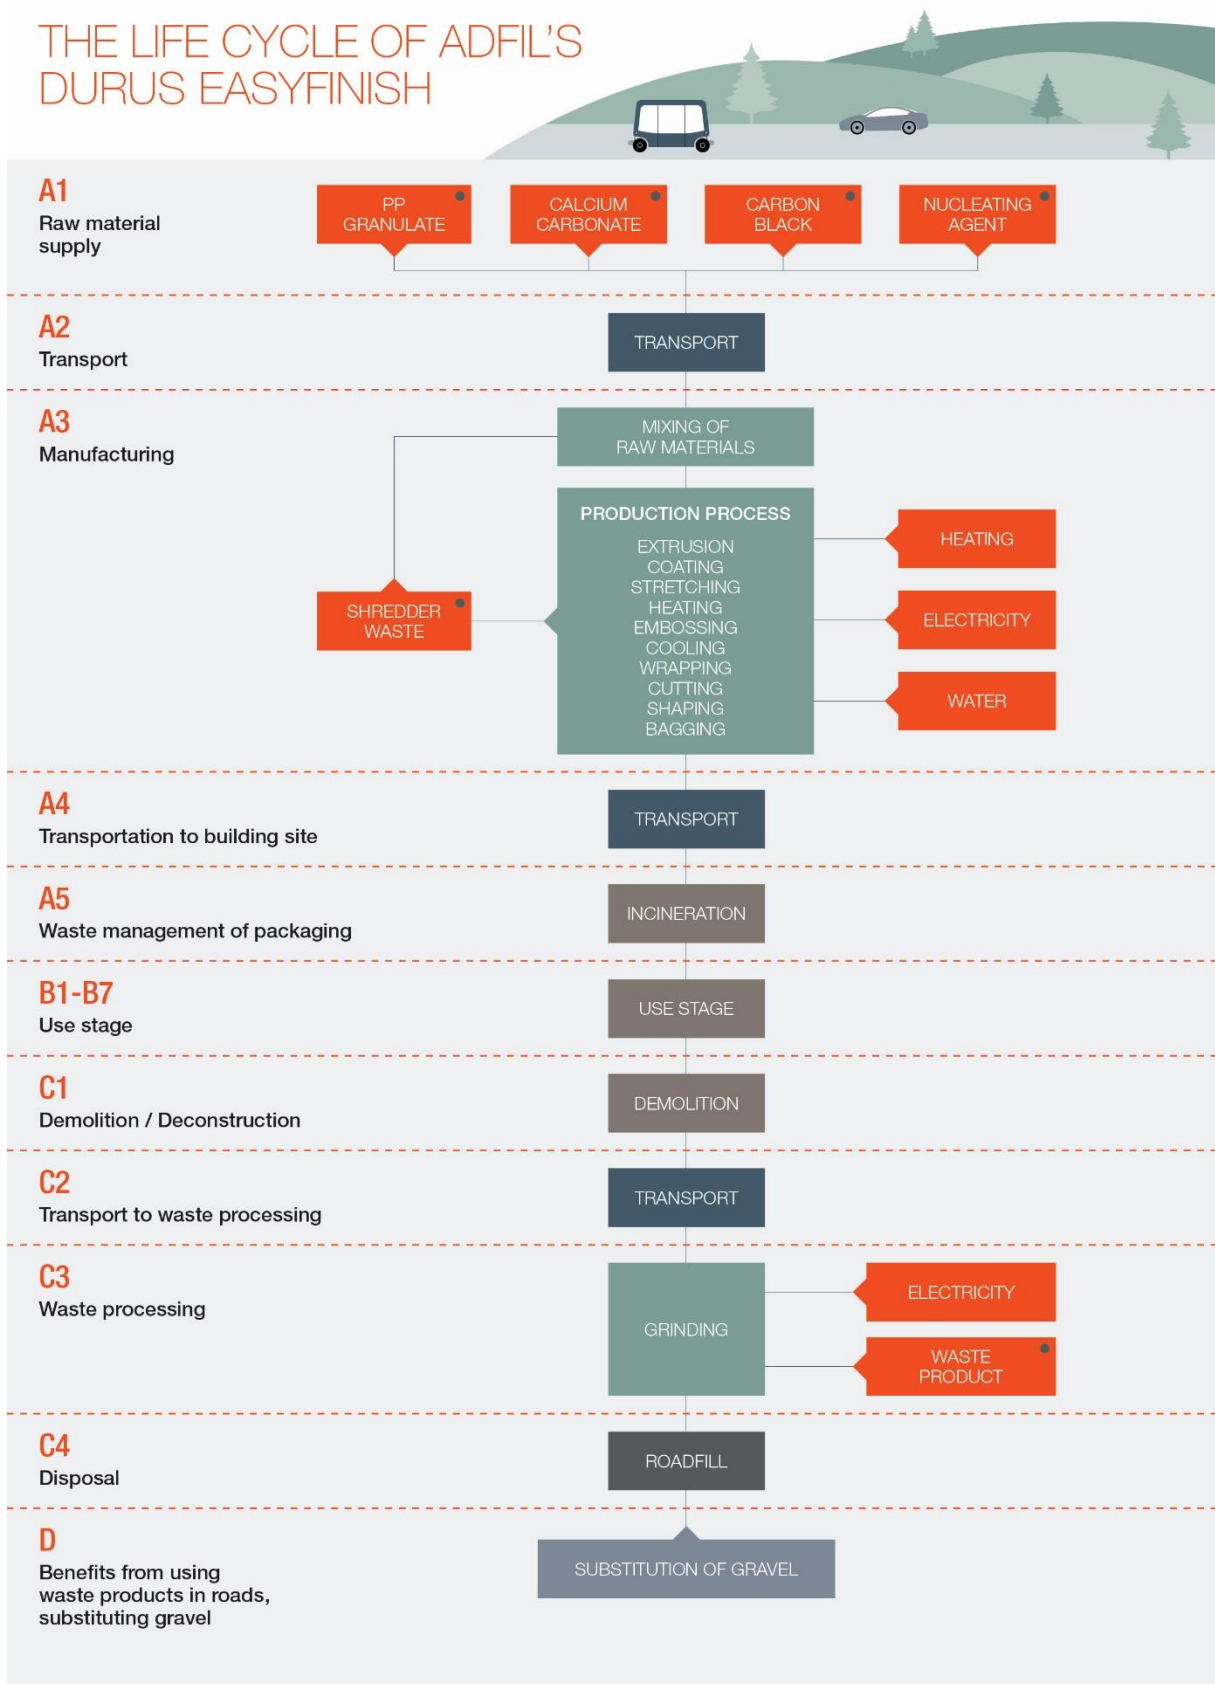 THE LIFE CYCLE OF ADFIL'S
DURUS EASYFINISH
A1
Raw material
supply
PP
GRANULATE
CALCIUM
CARBONATE
CARBON
BLACK
NUCLEATING
AGENT
A2
Transport
TRANSPORT
A3
Manufacturing
MIXING OF
RAW MATERIALS
PRODUCTION PROCESS
EXTRUSION
COATING
STRETCHING
HEATING
EMBOSSING
COOLING
WRAPPING
CUTTING
SHAPING
BAGGING
SHREDDER
WASTE
HEATING
ELECTRICITY
WATER
A4
Transportation to building site
TRANSPORT
A5
Waste management of packaging
INCINERATION
B1-B7
Use stage
USE STAGE
C1
Demolition / Deconstruction
DEMOLITION
C2
Transport to waste processing
TRANSPORT
C3
Waste processing
GRINDING
ELECTRICITY
WASTE
PRODUCT
C4
Disposal
ROADFILL
D
Benefits from using
waste products in roads,
substituting gravel
SUBSTITUTION OF GRAVEL